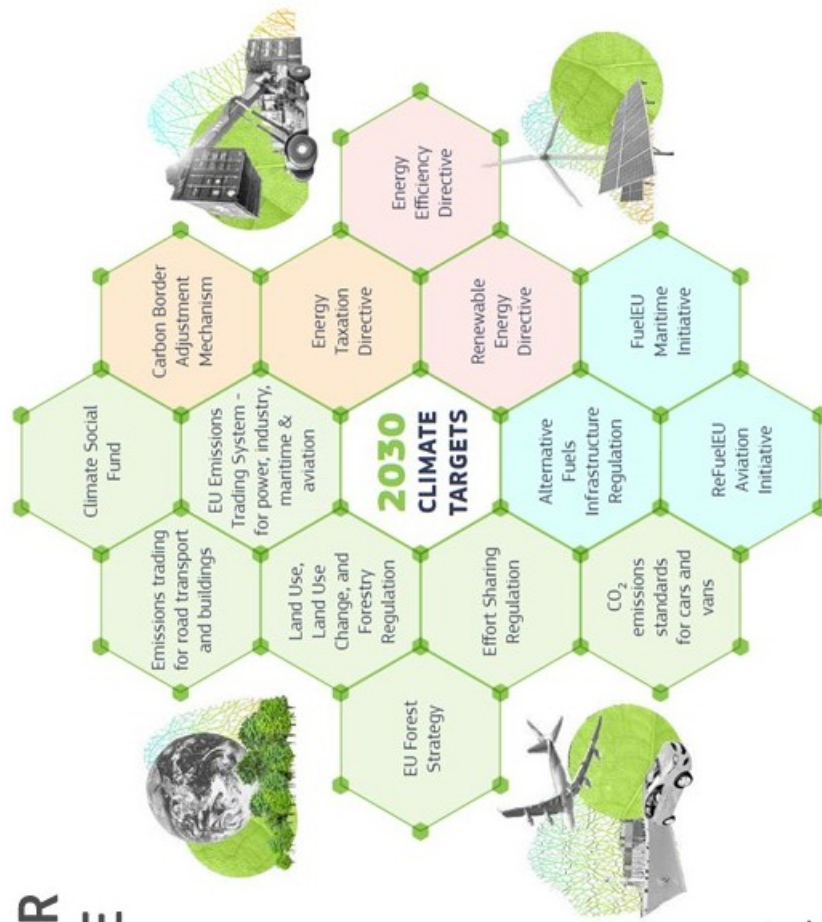 R
E
Climate Social
Fund
Emissions trading
for road transport
and buildings
Carbon Border
Adjustment
Mechanism
EU Emissions
Trading System –
for power, industry,
maritime &
aviation
Land Use,
Land Use
Change, and
Forestry
Regulation
Energy
Taxation
Directive
EU Forest
Strategy
2030
CLIMATE
TARGETS
Energy
Efficiency
Directive
Effort Sharing
Regulation
Renewable
Energy
Directive
Alternative
Fuels
Infrastructure
Regulation
CO₂
emissions
standards
for cars and
vans
FuelEU
Maritime
Initiative
ReFuelEU
Aviation
Initiative